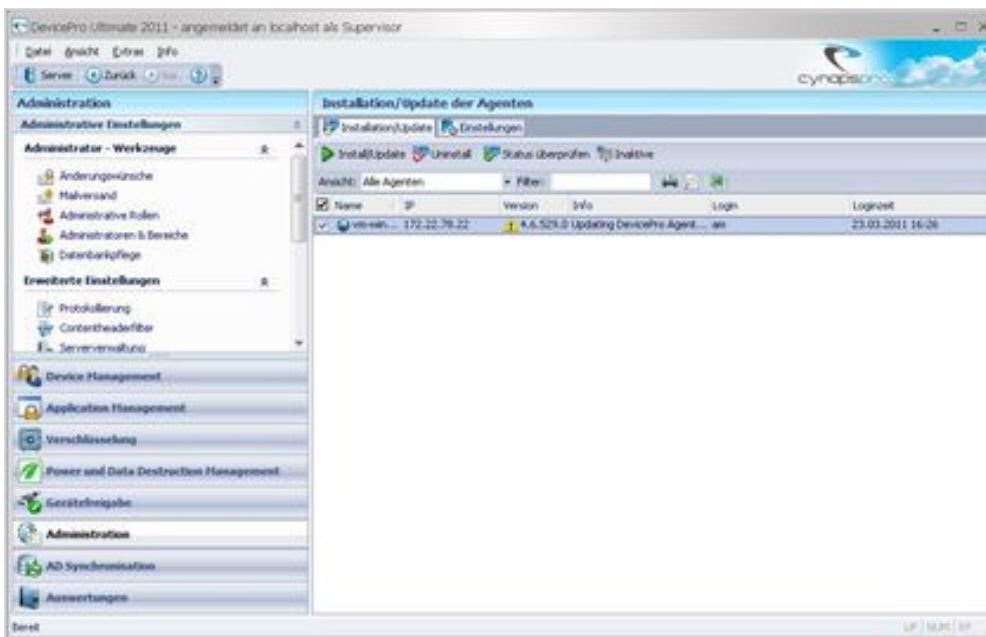 DevicePro Ultimate 2011 - angemeldet an localhost als Supervisor
Datei Ansicht Extras Info
Server Zurück
cynapspro
Administration
Administrative Einstellungen
Administrator - Werkzeuge
Änderungswünsche
Mailversand
Administrative Rollen
Administratoren & Bereiche
Datenbankpflege
Erweiterte Einstellungen
Protokollierung
Contentheaderfilter
Serververwaltung
Device Management
Application Management
Verschlüsselung
Power und Data Destruction Management
Gerätefreigabe
Administration
AD Synchronisation
Auswertungen
Installation/Update der Agenten
Installation/Update Einstellungen
Install/Update Uninstall Status überprüfen Inaktive
Ansicht: Alle Agenten Filter:
Name IP Version Info Login Loginzeit
172.22.78.22 4.6.529.0 Updating DevicePro Agent... 23.03.2011 16:26
Bereit